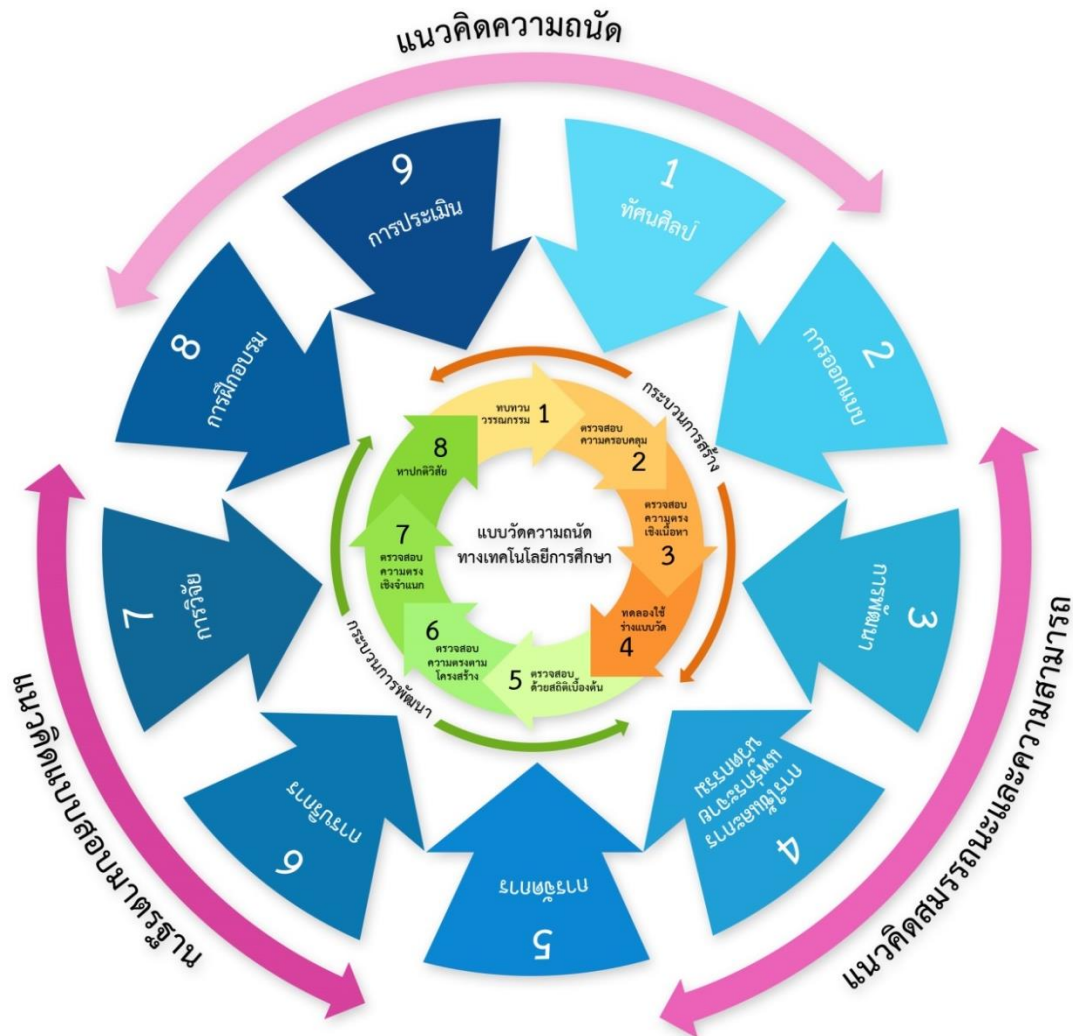 แนวคิดความถนัด
1
ทัศนศิลป์
2
การออกแบบ
3
การพัฒนา
4
การใช้และการ
แพร่กระจาย
นวัตกรรม
5
การจัดการ
6
การบริการ
7
การวิจัย
8
การฝึกอบรม
9
การประเมิน
แนวคิดสมรรถนะและความสามารถ
แนวคิดแบบสอบมาตรฐาน
กระบวนการสร้าง
กระบวนการพัฒนา
1
ทบทวน
วรรณกรรม
2
ตรวจสอบ
ความครอบคลุม
3
ตรวจสอบ
ความตรง
เชิงเนื้อหา
4
ทดลองใช้
ร่างแบบวัด
5
ตรวจสอบ
ด้วยสถิติเบื้องต้น
6
ตรวจสอบ
ความตรงตาม
โครงสร้าง
7
ตรวจสอบ
ความตรง
เชิงจำแนก
8
หาปกติวิสัย
แบบวัดความถนัด
ทางเทคโนโลยีการศึกษา